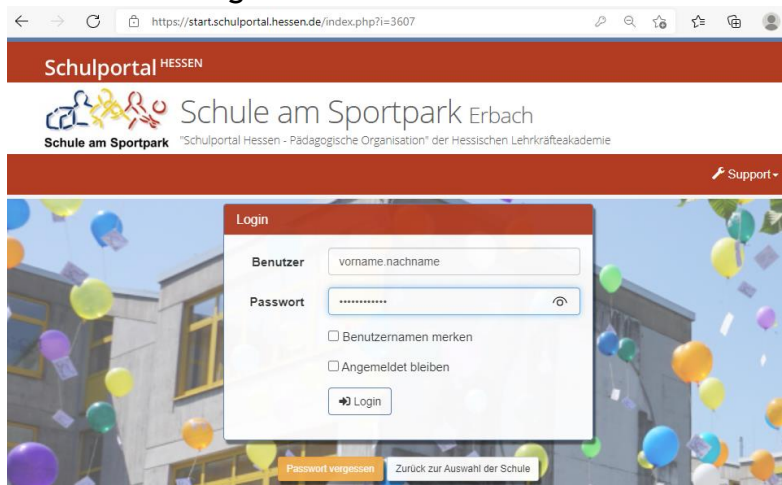 https://start.schulportal.hessen.de/index.php?i=3607
Schulportal HESSEN
Schule am Sportpark
Schule am Sportpark Erbach
"Schulportal Hessen - Pädagogische Organisation" der Hessischen Lehrkräfteakademie
Support
Login
Benutzer vorname.nachname
Passwort ••••••••••••
Benutzernamen merken
Angemeldet bleiben
Login
Passwort vergessen Zurück zur Auswahl der Schule